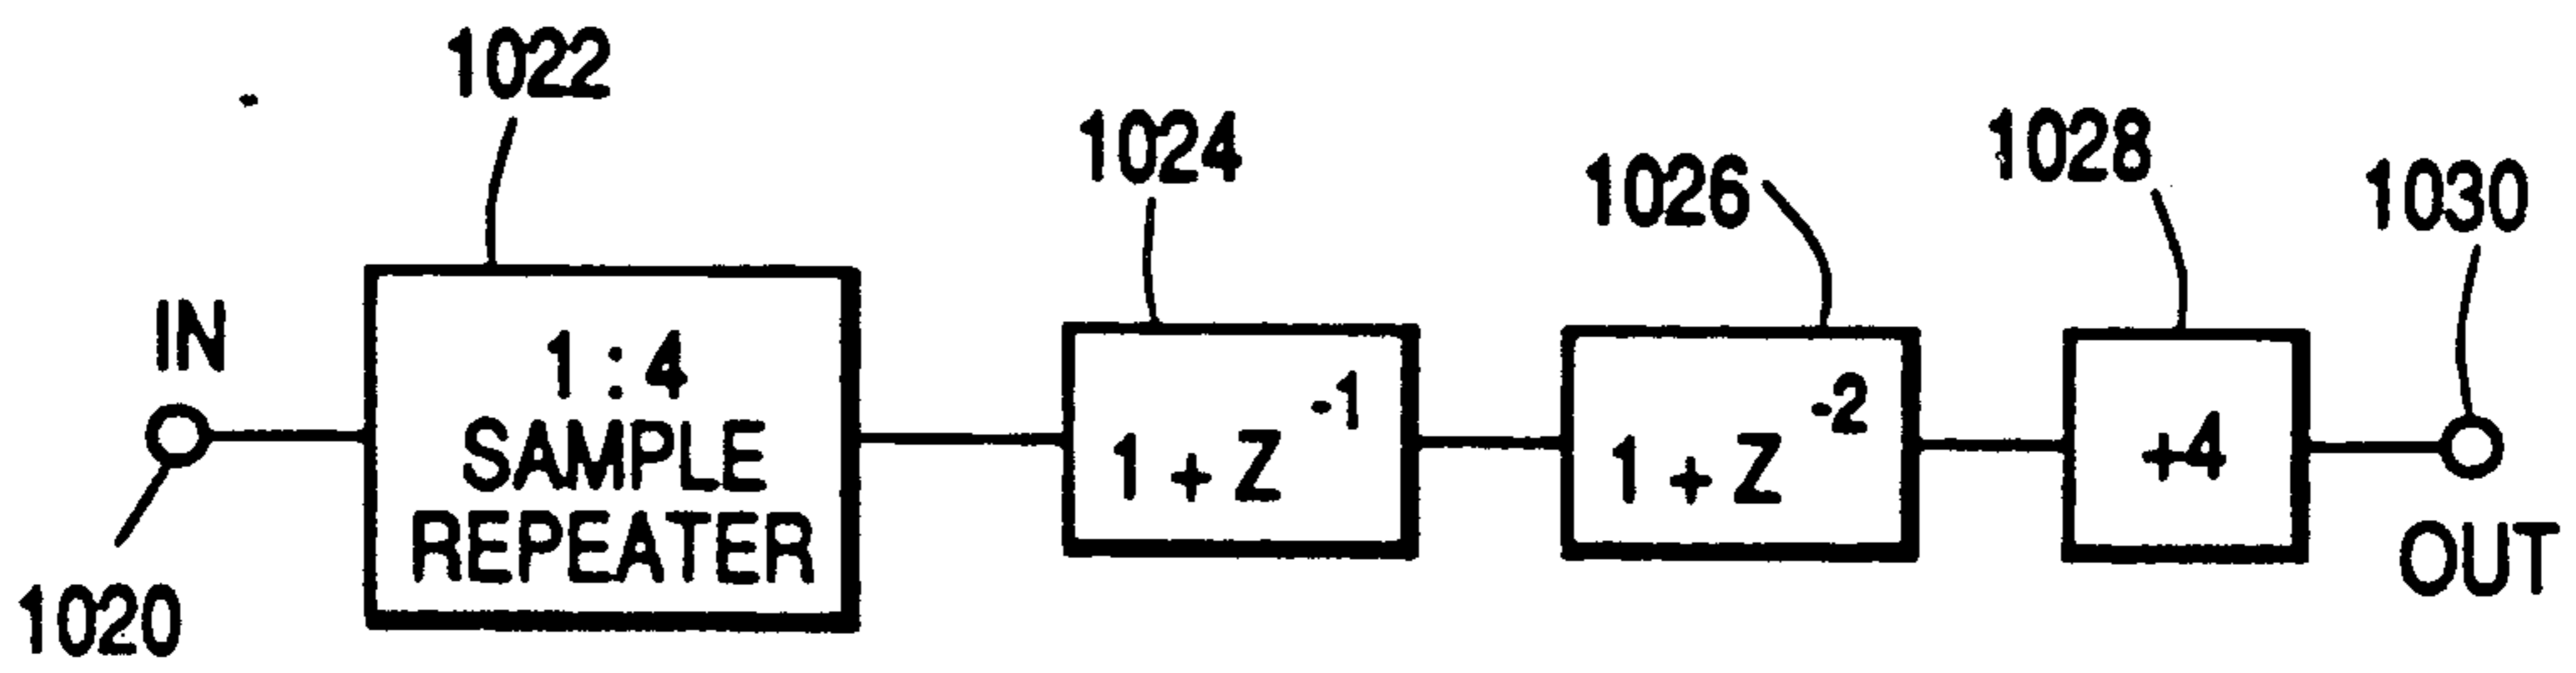 1022
1024
1026
1028
1030
IN
1 : 4
SAMPLE
REPEATER
1 + Z⁻¹
1 + Z⁻²
+4
OUT
1020